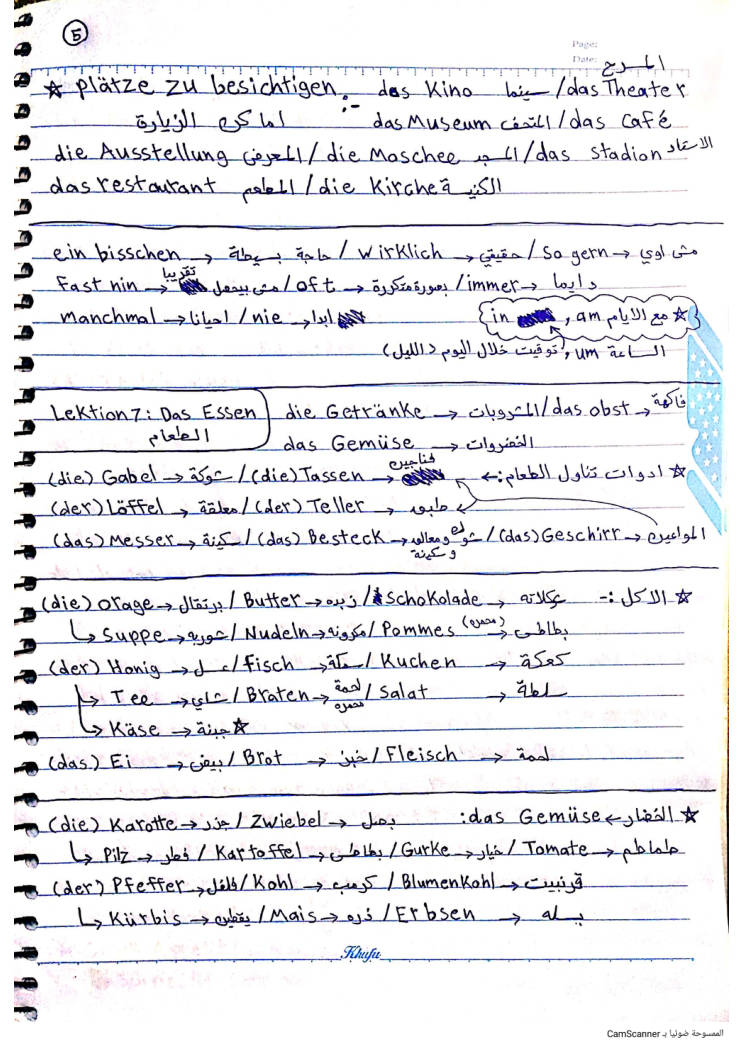 5
Page:
Date:
المسرح
☆ plätze zu besichtigen :- das Kino سينما / das Theater
اماكن الزيارة das Museum المتحف / das Café
die Ausstellung المعرض / die Moschee المسجد / das Stadion الاستاد
das restaurant المطعم / die Kirche الكنيسة
ein bisschen → حاجة بسيطة / wirklich → حقيقي / so gern → مش اوي
Fast nin → تقريبا مش بيحصل / oft → بصورة متكررة / immer → دايما
manchmal → احيانا / nie → ابدا
☆ مع الايام in , am
الساعة um , توقيت خلال اليوم (الليل)
Lektion 7: Das Essen الطعام
die Getränke → المشروبات / das obst → فاكهة
das Gemüse → الخضروات
☆ ادوات تناول الطعام: ←
(die) Gabel → شوكة / (die) Tassen → فناجين
(der) Löffel → معلقة / (der) Teller → طبق
(das) Messer → سكينة / (das) Besteck → شوكة ومعالق وسكينة / (das) Geschirr → المواعين
☆ الاكل :-
(die) orage → برتقال / Butter → زبده / Schokolade → شكلاته
↳ Suppe → شوربه / Nudeln → مكرونه / Pommes → بطاطس (محمره)
(der) Honig → عسل / fisch → سمكة / Kuchen → كعكة
↳ Tee → شاي / Braten → لحمة محمره / Salat → سلطة
↳ Käse → جبنة ☆
(das) Ei → بيض / Brot → خبز / Fleisch → لحمة
☆ الخضار ← das Gemüse:
(die) Karotte → جزر / Zwiebel → بصل
↳ Pilz → فطر / Kartoffel → بطاطس / Gurke → خيار / Tomate → طماطم
(der) Pfeffer → فلفل / Kohl → كرمب / Blumenkohl → قرنبيت
↳ Kürbis → يقطين / Mais → ذره / Erbsen → بسله
Khufu
الممسوحة ضوئيا بـ CamScanner